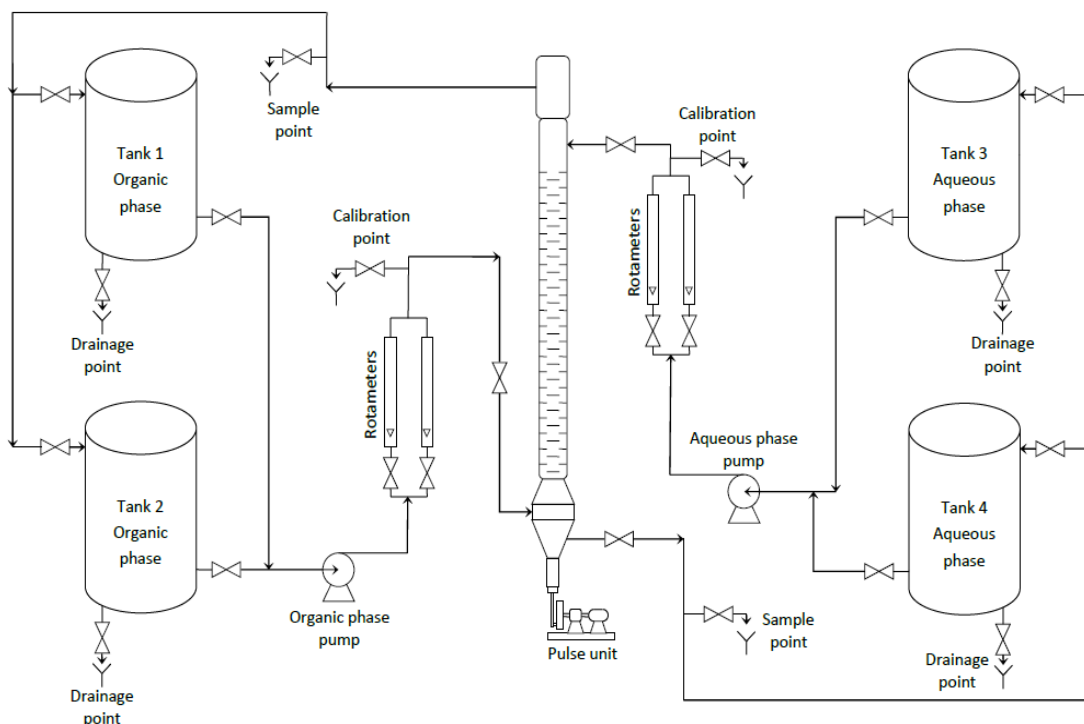 Sample
point
Tank 1
Organic
phase
Calibration
point
Tank 3
Aqueous
phase
Calibration
point
Rotameters
Drainage
point
Rotameters
Drainage
point
Aqueous phase
pump
Tank 2
Organic
phase
Tank 4
Aqueous
phase
Organic phase
pump
Pulse unit
Sample
point
Drainage
point
Drainage
point